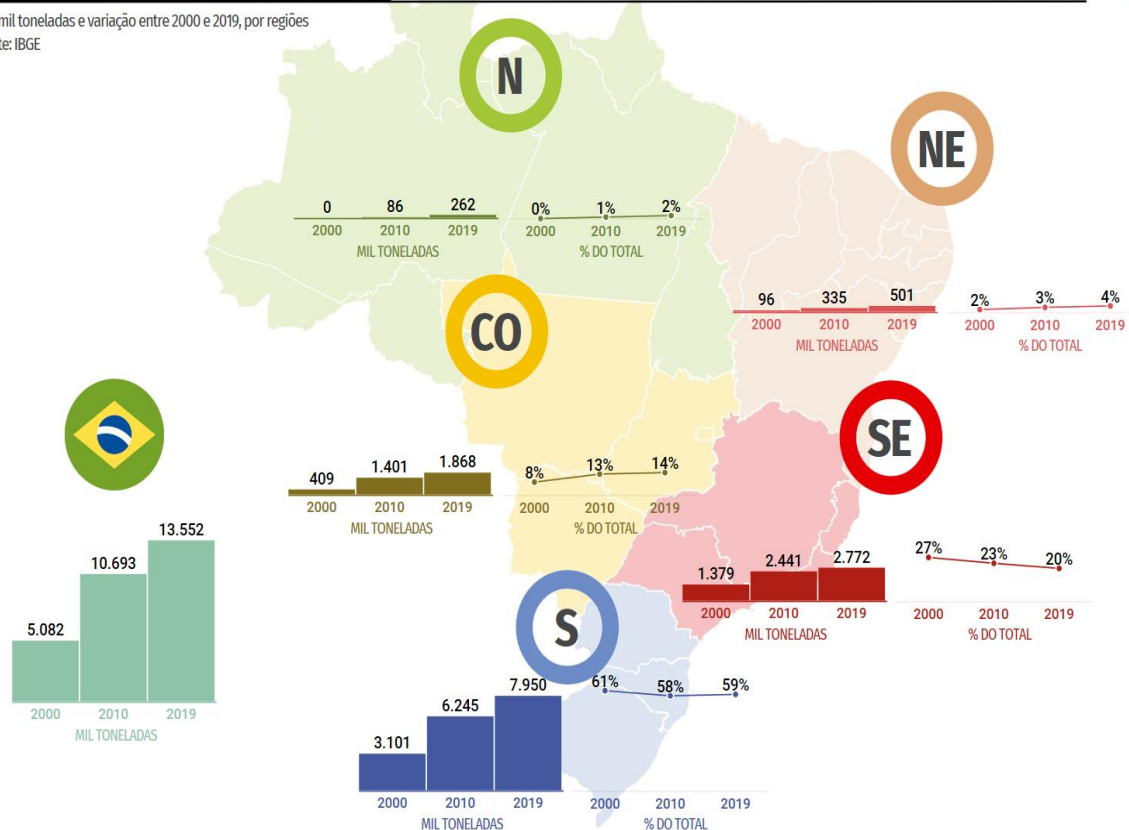 mil toneladas e variação entre 2000 e 2019, por regiões
te: IBGE
N
0 86 262
2000 2010 2019
MIL TONELADAS
0% 1% 2%
2000 2010 2019
% DO TOTAL
NE
96 335 501
2000 2010 2019
MIL TONELADAS
2% 3% 4%
2000 2010 2019
% DO TOTAL
CO
409 1.401 1.868
2000 2010 2019
MIL TONELADAS
8% 13% 14%
2000 2010 2019
% DO TOTAL
SE
1.379 2.441 2.772
2000 2010 2019
MIL TONELADAS
27% 23% 20%
2000 2010 2019
% DO TOTAL
5.082 10.693 13.552
2000 2010 2019
MIL TONELADAS
S
3.101 6.245 7.950
2000 2010 2019
MIL TONELADAS
61% 58% 59%
2000 2010 2019
% DO TOTAL